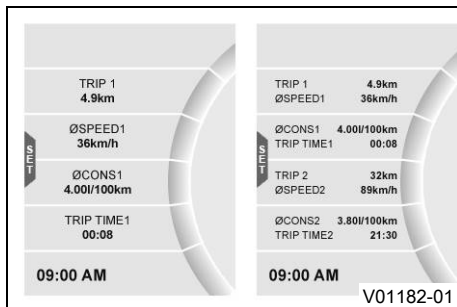 TRIP 1
4.9km
ØSPEED1
36km/h
SET
ØCONS1
4.00l/100km
TRIP TIME1
00:08
09:00 AM
TRIP 1 4.9km
ØSPEED1 36km/h
ØCONS1 4.00l/100km
TRIP TIME1 00:08
SET
TRIP 2 32km
ØSPEED2 89km/h
ØCONS2 3.80l/100km
TRIP TIME2 21:30
09:00 AM
V01182-01